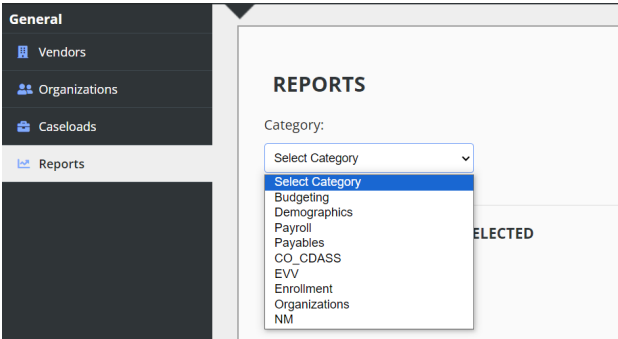 General
Vendors
Organizations
Caseloads
Reports
REPORTS
Category:
Select Category
Select Category
Budgeting
Demographics
Payroll
Payables
CO_CDASS
EVV
Enrollment
Organizations
NM
ELECTED